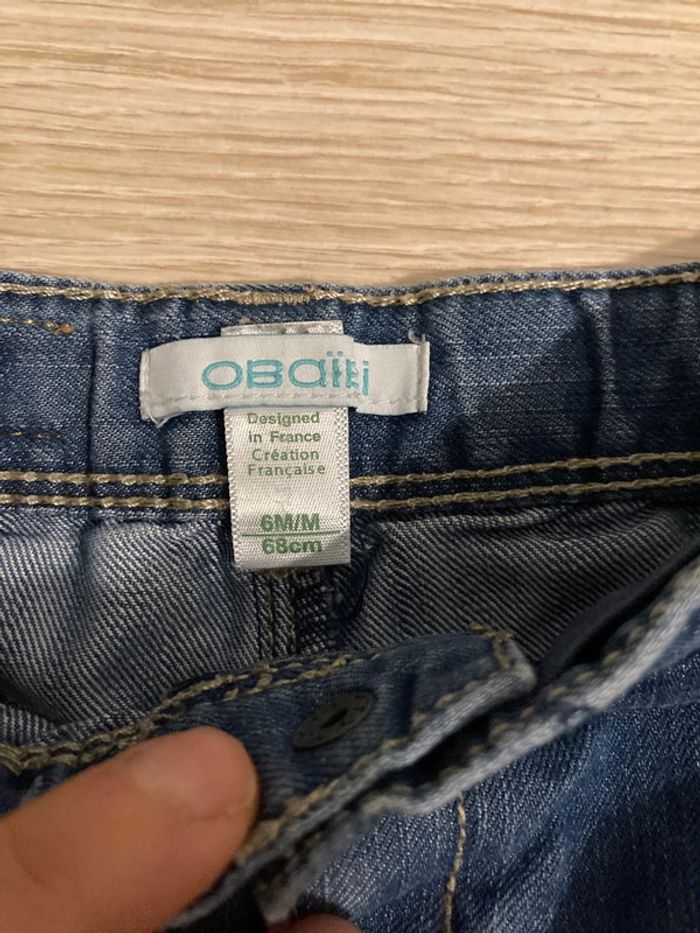 OBaïBi
Designed
in France
Création
Française
6M/M
68cm